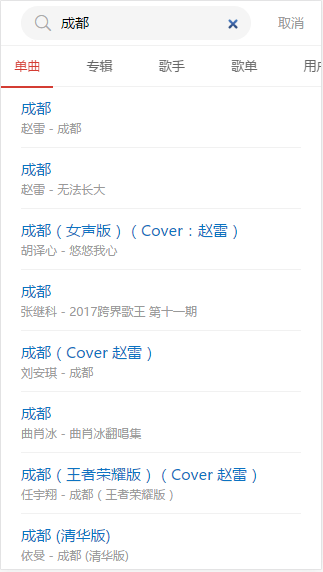 成都
取消
单曲 专辑 歌手 歌单 用户
成都
赵雷 - 成都
成都
赵雷 - 无法长大
成都（女声版）（Cover：赵雷）
胡译心 - 悠悠我心
成都
张继科 - 2017跨界歌王 第十一期
成都（Cover 赵雷）
刘安琪 - 成都
成都
曲肖冰 - 曲肖冰翻唱集
成都（王者荣耀版）（Cover 赵雷）
任宇翔 - 成都（王者荣耀版）
成都 (清华版)
依旻 - 成都 (清华版)